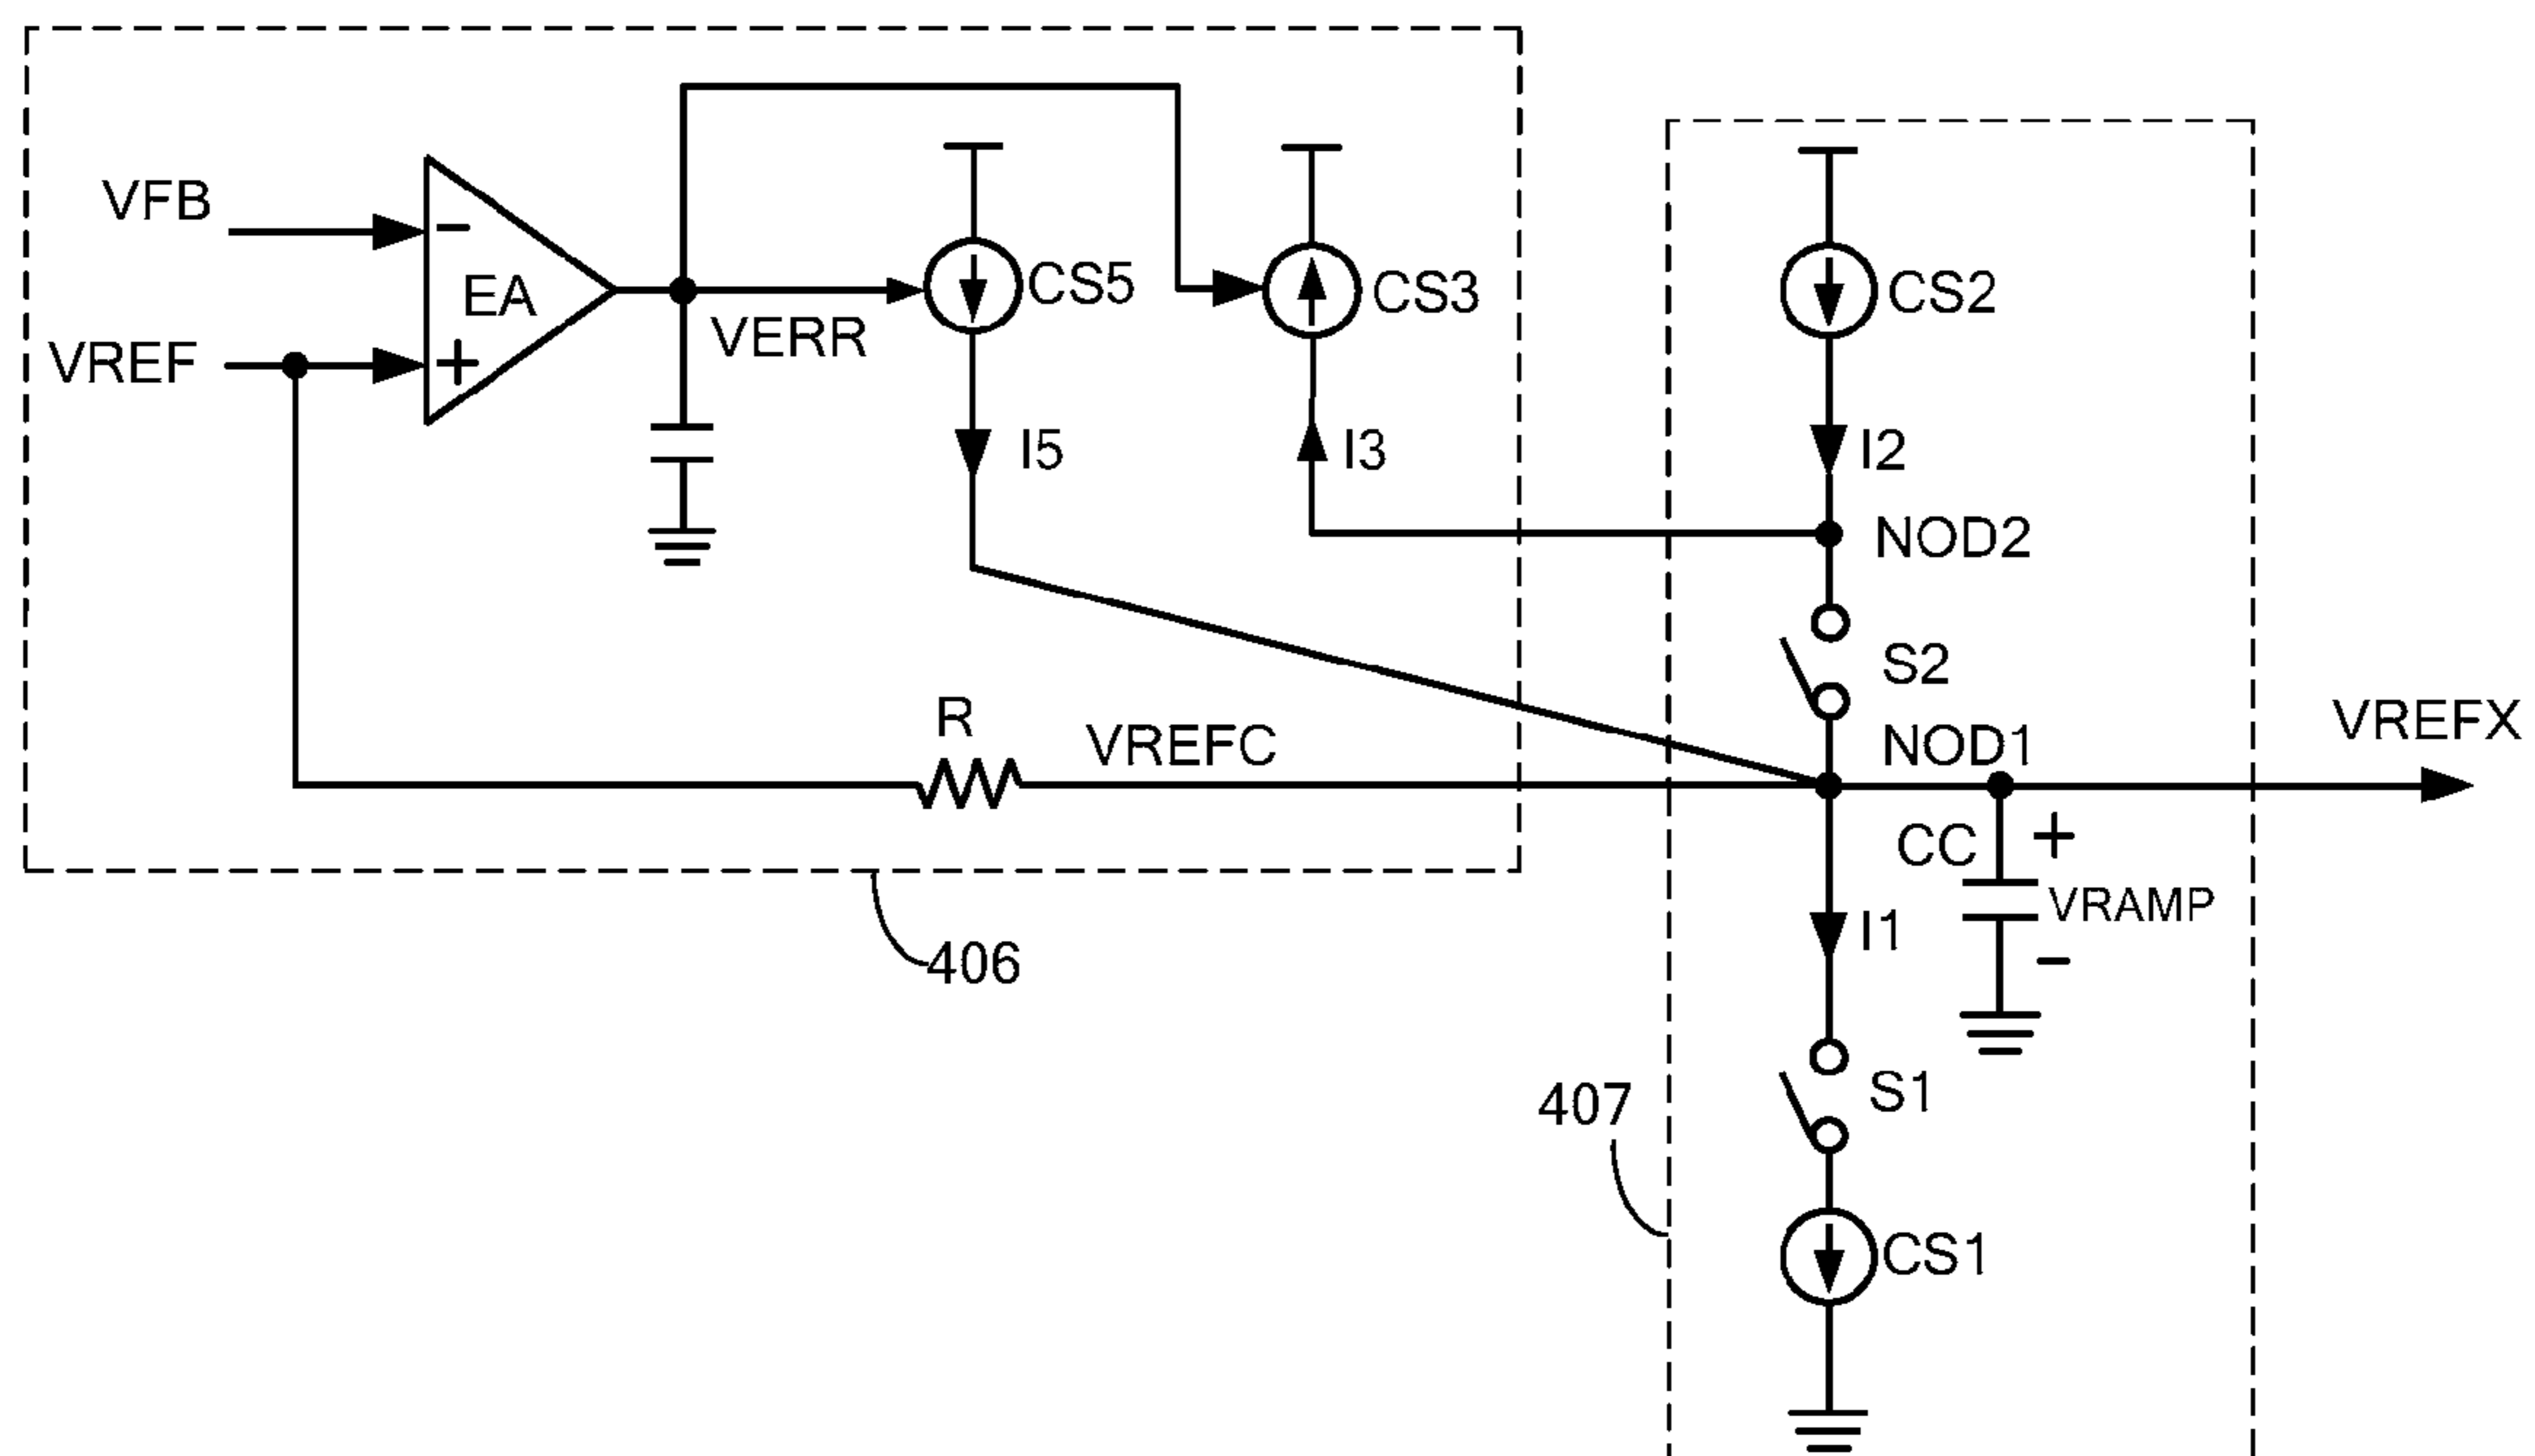 VFB
−
EA
VREF
+
VERR
CS5
CS3
CS2
I5
I3
I2
NOD2
S2
R
VREFC
NOD1
VREFX
CC
+
VRAMP
−
I1
406
S1
407
CS1